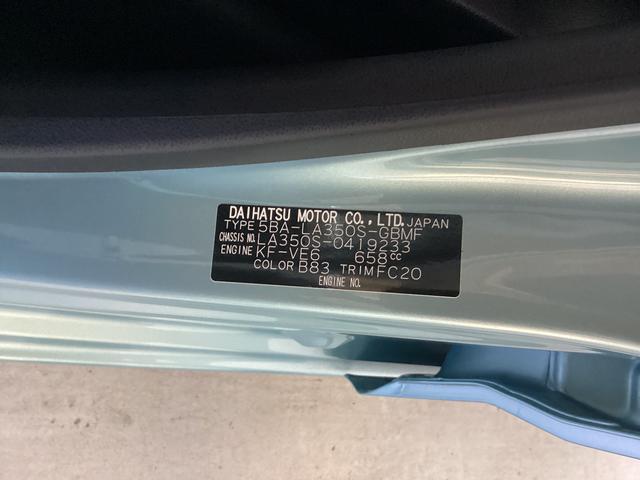 DAIHATSU MOTOR CO., LTD. JAPAN
TYPE 5BA-LA350S-GBMF
CHASSIS NO. LA350S-0419233
ENGINE KF-VE6 658cc
COLOR B83 TRIM FC20
ENGINE NO.